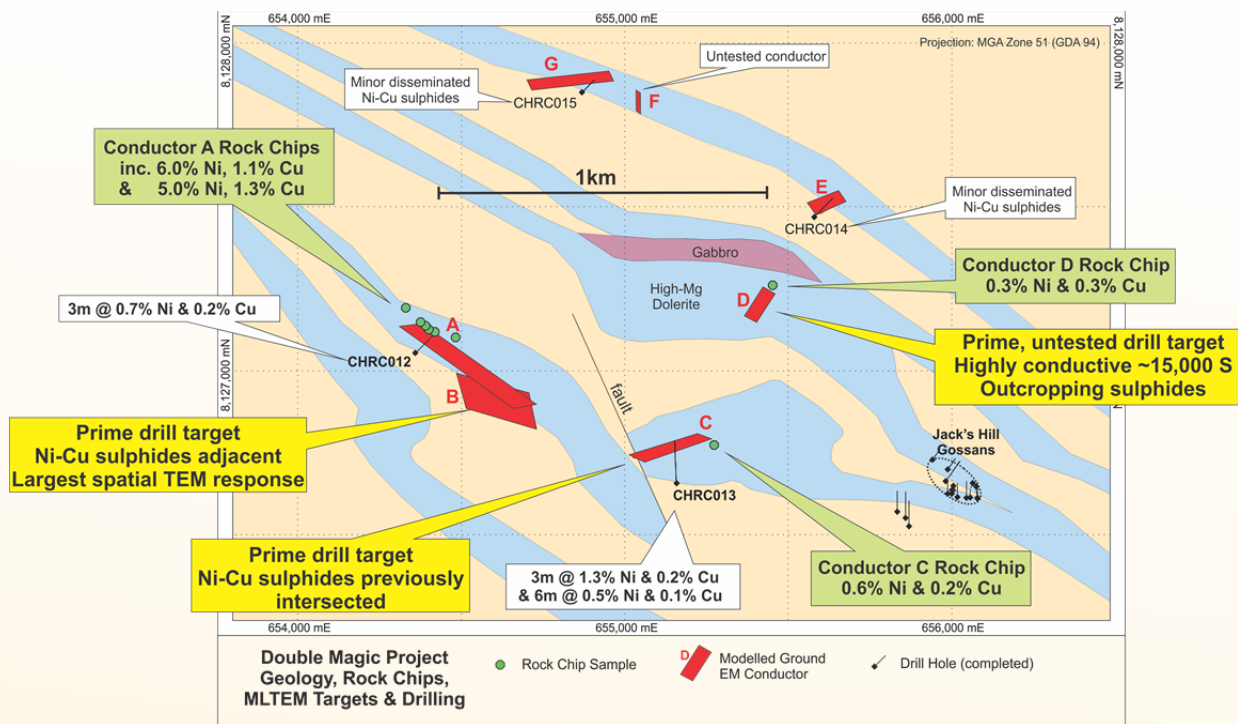 654,000 mE
655,000 mE
656,000 mE
Projection: MGA Zone 51 (GDA 94)
8,128,000 mN
8,128,000 mN
Untested conductor
G
Minor disseminated
Ni-Cu sulphides
CHRC015
F
Conductor A Rock Chips
inc. 6.0% Ni, 1.1% Cu
& 5.0% Ni, 1.3% Cu
1km
E
Minor disseminated
Ni-Cu sulphides
CHRC014
Gabbro
High-Mg
Dolerite
D
Conductor D Rock Chip
0.3% Ni & 0.3% Cu
3m @ 0.7% Ni & 0.2% Cu
A
CHRC012
Prime, untested drill target
Highly conductive ~15,000 S
Outcropping sulphides
8,127,000 mN
mN
B
fault
Prime drill target
Ni-Cu sulphides adjacent
Largest spatial TEM response
C
Jack's Hill
Gossans
CHRC013
Prime drill target
Ni-Cu sulphides previously
intersected
3m @ 1.3% Ni & 0.2% Cu
& 6m @ 0.5% Ni & 0.1% Cu
Conductor C Rock Chip
0.6% Ni & 0.2% Cu
654,000 mE
655,000 mE
656,000 mE
Double Magic Project
Geology, Rock Chips,
MLTEM Targets & Drilling
Rock Chip Sample
D
Modelled Ground
EM Conductor
Drill Hole (completed)